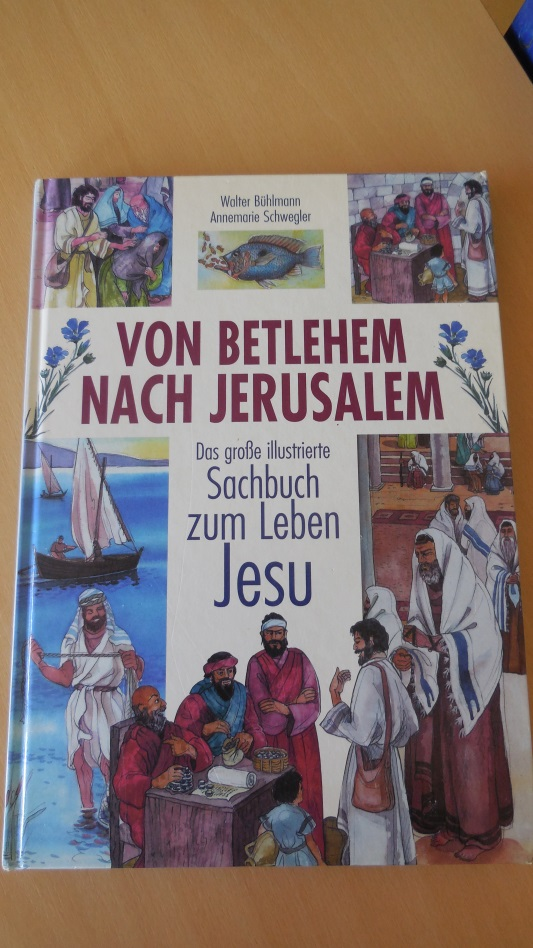 Walter Bühlmann
Annemarie Schwegler
VON BETLEHEM
NACH JERUSALEM
Das große illustrierte
Sachbuch
zum Leben
Jesu